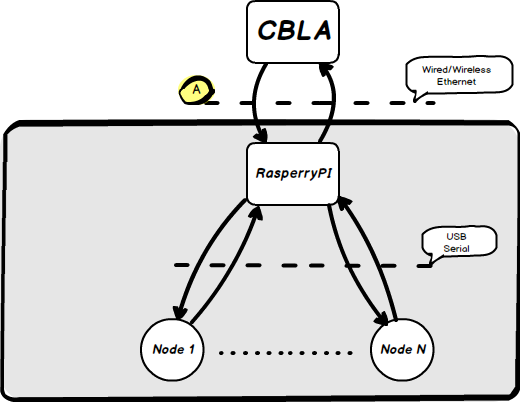 CBLA
A
Wired/Wireless
Ethernet
RasperryPI
USB
Serial
Node 1
Node N